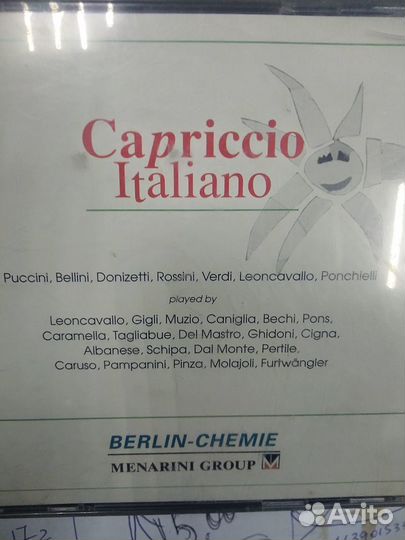 Capriccio
Italiano
Puccini, Bellini, Donizetti, Rossini, Verdi, Leoncavallo, Ponchielli
played by
Leoncavallo, Gigli, Muzio, Caniglia, Bechi, Pons,
Caramella, Tagliabue, Del Mastro, Ghidoni, Cigna,
Albanese, Schipa, Dal Monte, Pertile,
Caruso, Pampanini, Pinza, Molajoli, Furtwängler
BERLIN-CHEMIE
MENARINI GROUP
Avito